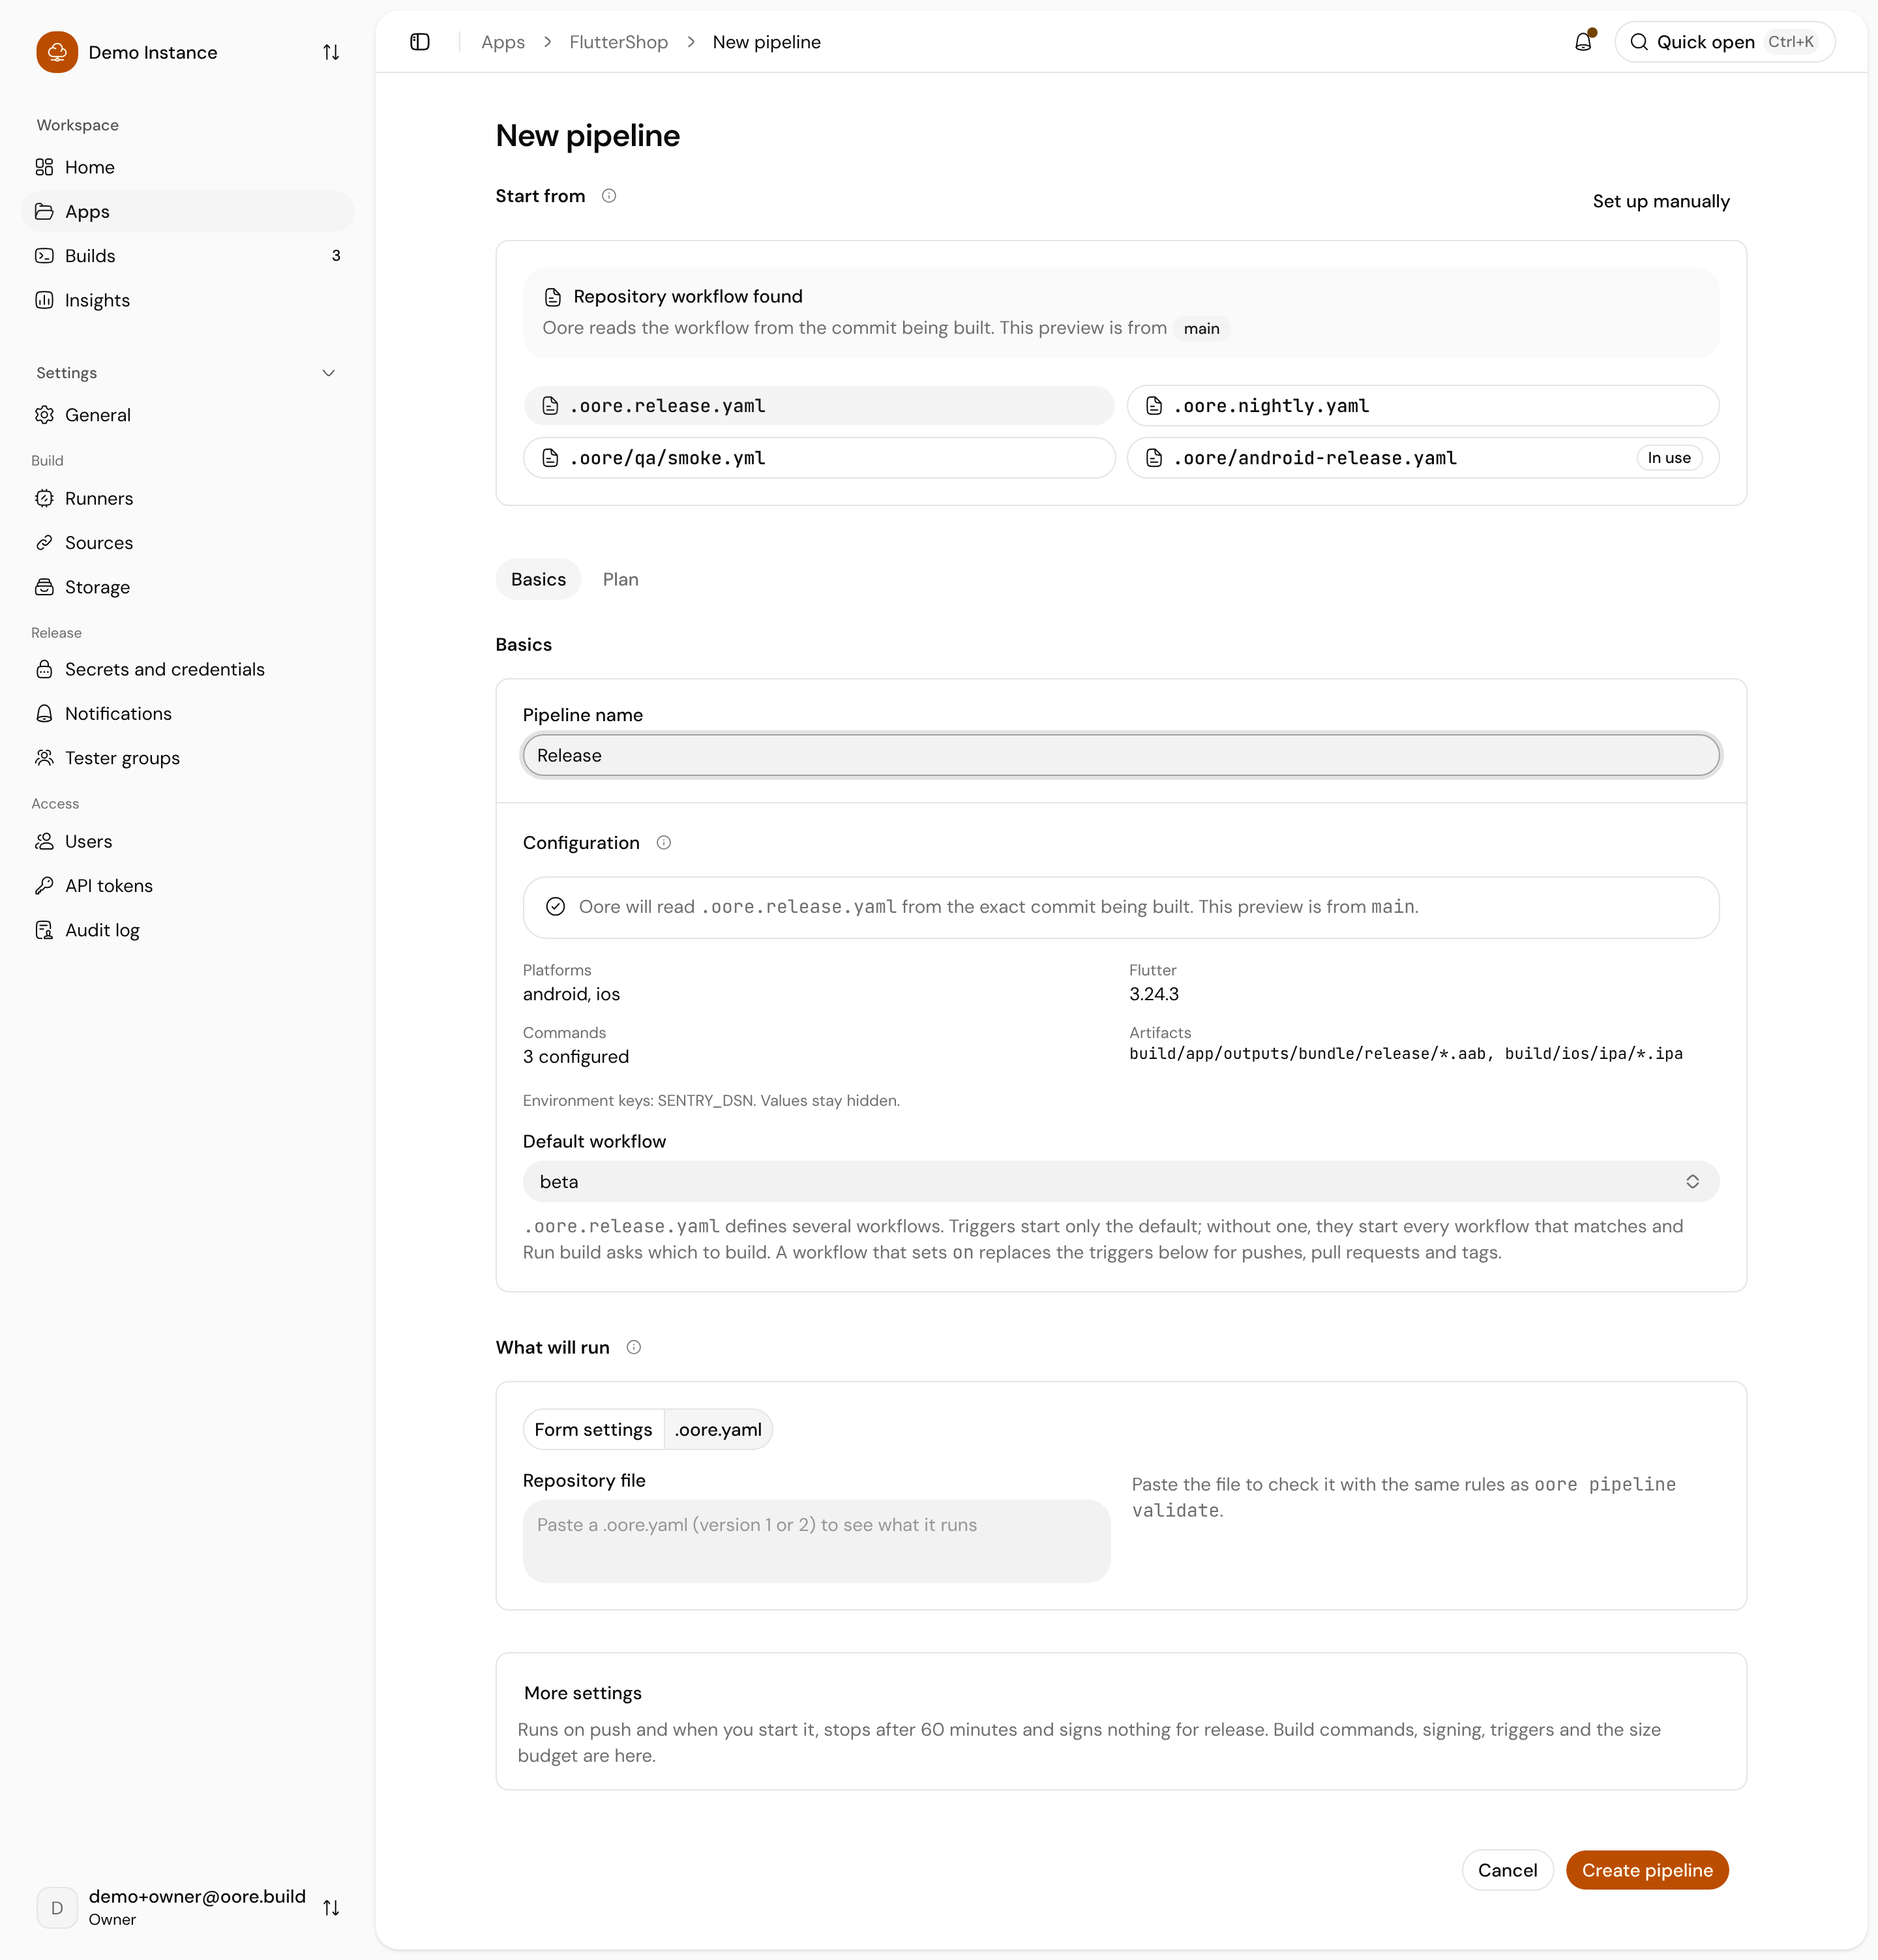 Demo Instance
Workspace
Home
Apps
Builds 3
Insights
Settings
General
Build
Runners
Sources
Storage
Release
Secrets and credentials
Notifications
Tester groups
Access
Users
API tokens
Audit log
D
demo+owner@oore.build
Owner
Apps > FlutterShop > New pipeline
Quick open Ctrl+K
New pipeline
Start from
Set up manually
Repository workflow found
Oore reads the workflow from the commit being built. This preview is from main
.oore.release.yaml
.oore.nightly.yaml
.oore/qa/smoke.yml
.oore/android-release.yaml In use
Basics Plan
Basics
Pipeline name
Release
Configuration
Oore will read .oore.release.yaml from the exact commit being built. This preview is from main.
Platforms
android, ios
Flutter
3.24.3
Commands
3 configured
Artifacts
build/app/outputs/bundle/release/*.aab, build/ios/ipa/*.ipa
Environment keys: SENTRY_DSN. Values stay hidden.
Default workflow
beta
.oore.release.yaml defines several workflows. Triggers start only the default; without one, they start every workflow that matches and
Run build asks which to build. A workflow that sets on replaces the triggers below for pushes, pull requests and tags.
What will run
Form settings .oore.yaml
Repository file
Paste a .oore.yaml (version 1 or 2) to see what it runs
Paste the file to check it with the same rules as oore pipeline
validate.
More settings
Runs on push and when you start it, stops after 60 minutes and signs nothing for release. Build commands, signing, triggers and the size
budget are here.
Cancel
Create pipeline